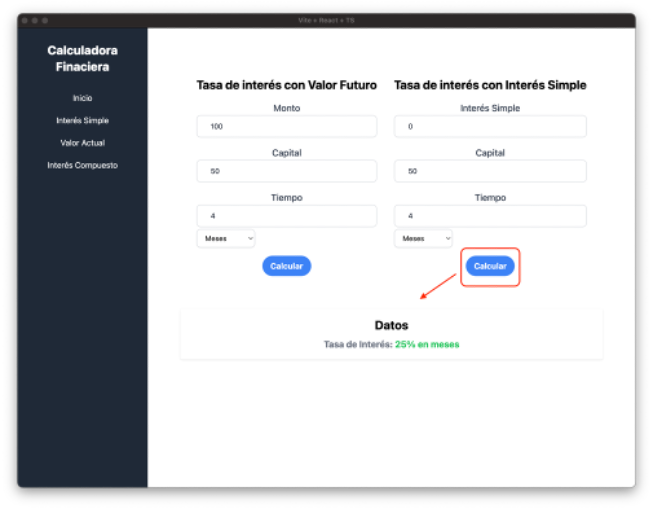 Vite + React + TS
Calculadora
Finaciera
Inicio
Interés Simple
Valor Actual
Interés Compuesto
Tasa de interés con Valor Futuro
Monto
100
Capital
50
Tiempo
4
Meses
Calcular
Tasa de interés con Interés Simple
Interés Simple
0
Capital
50
Tiempo
4
Meses
Calcular
Datos
Tasa de Interés: 25% en meses